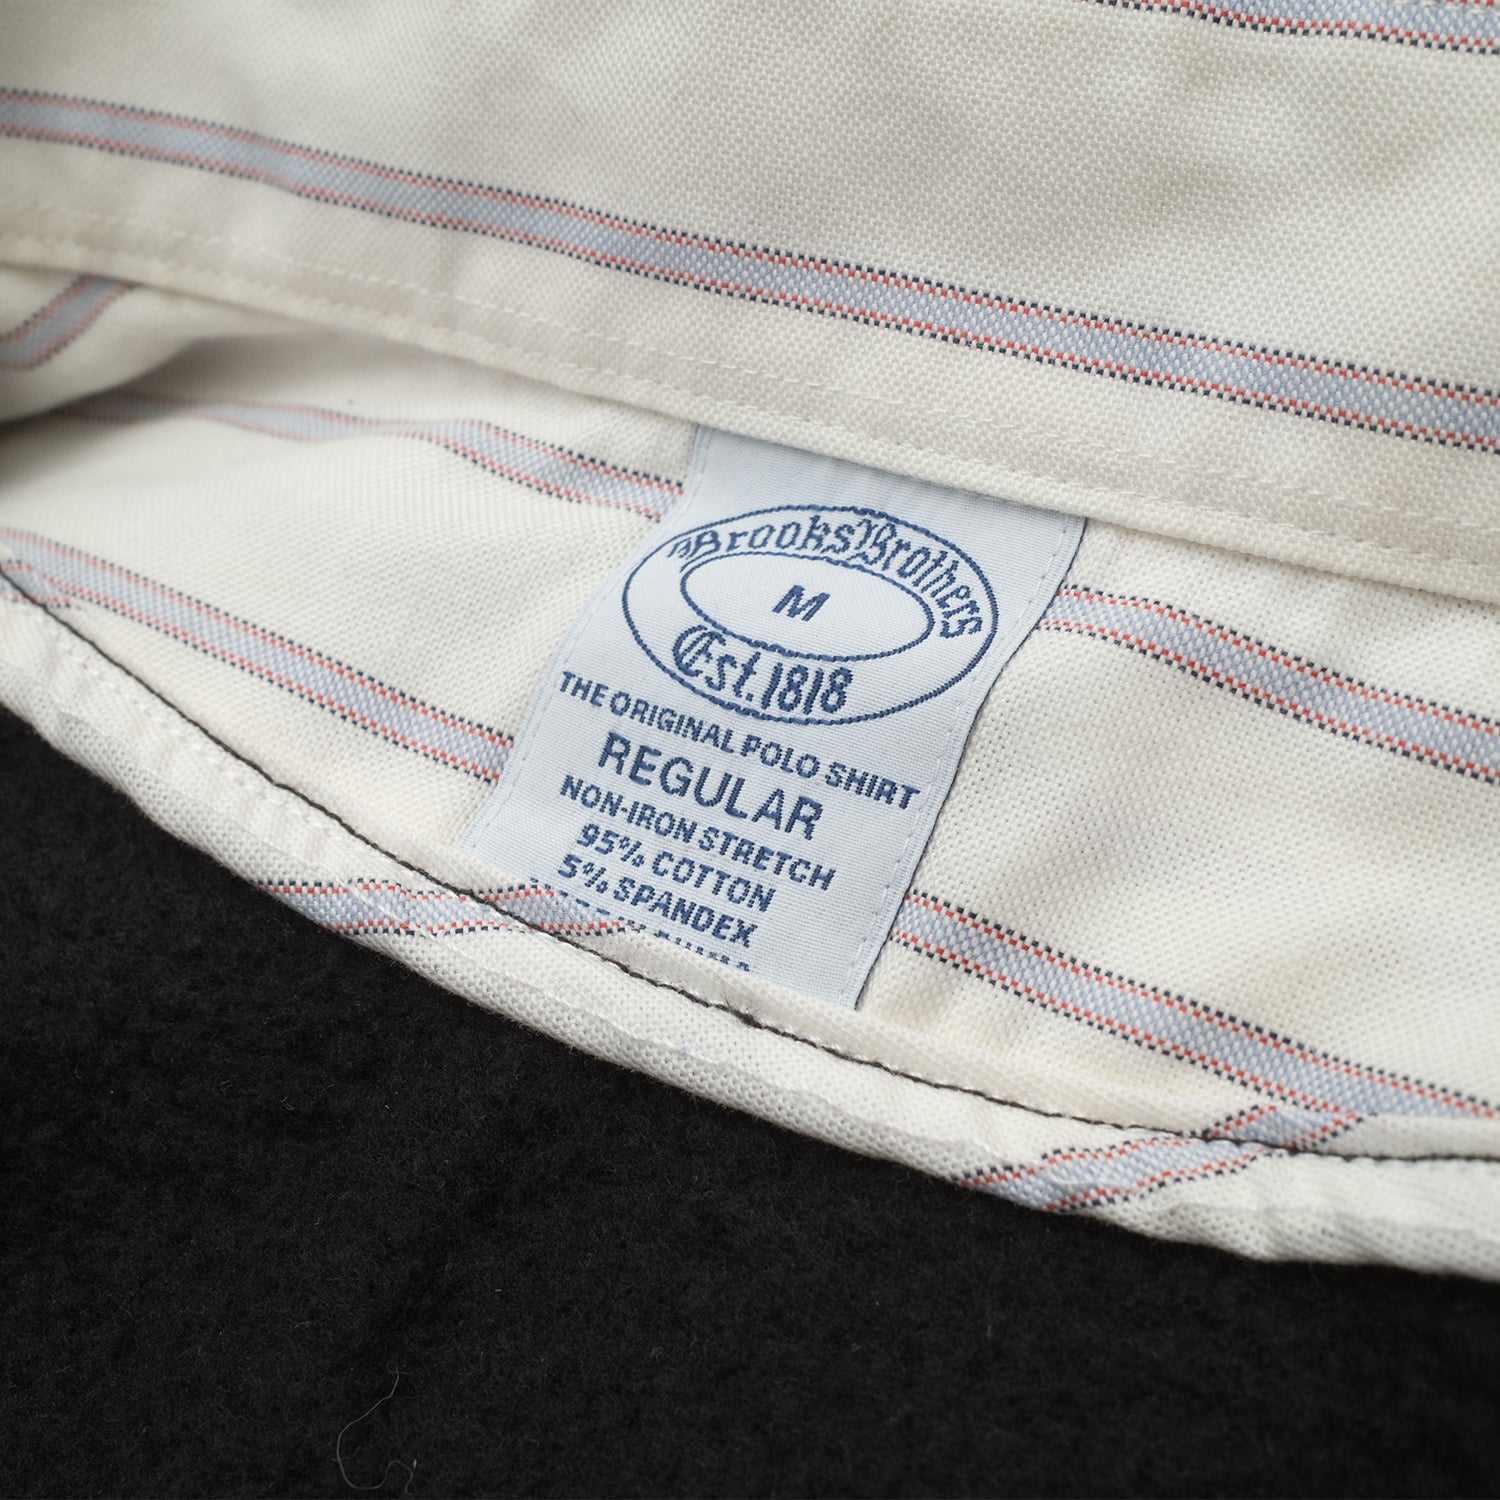 Brooks Brothers
M
Est. 1818
THE ORIGINAL POLO SHIRT
REGULAR
NON-IRON STRETCH
95% COTTON
5% SPANDEX